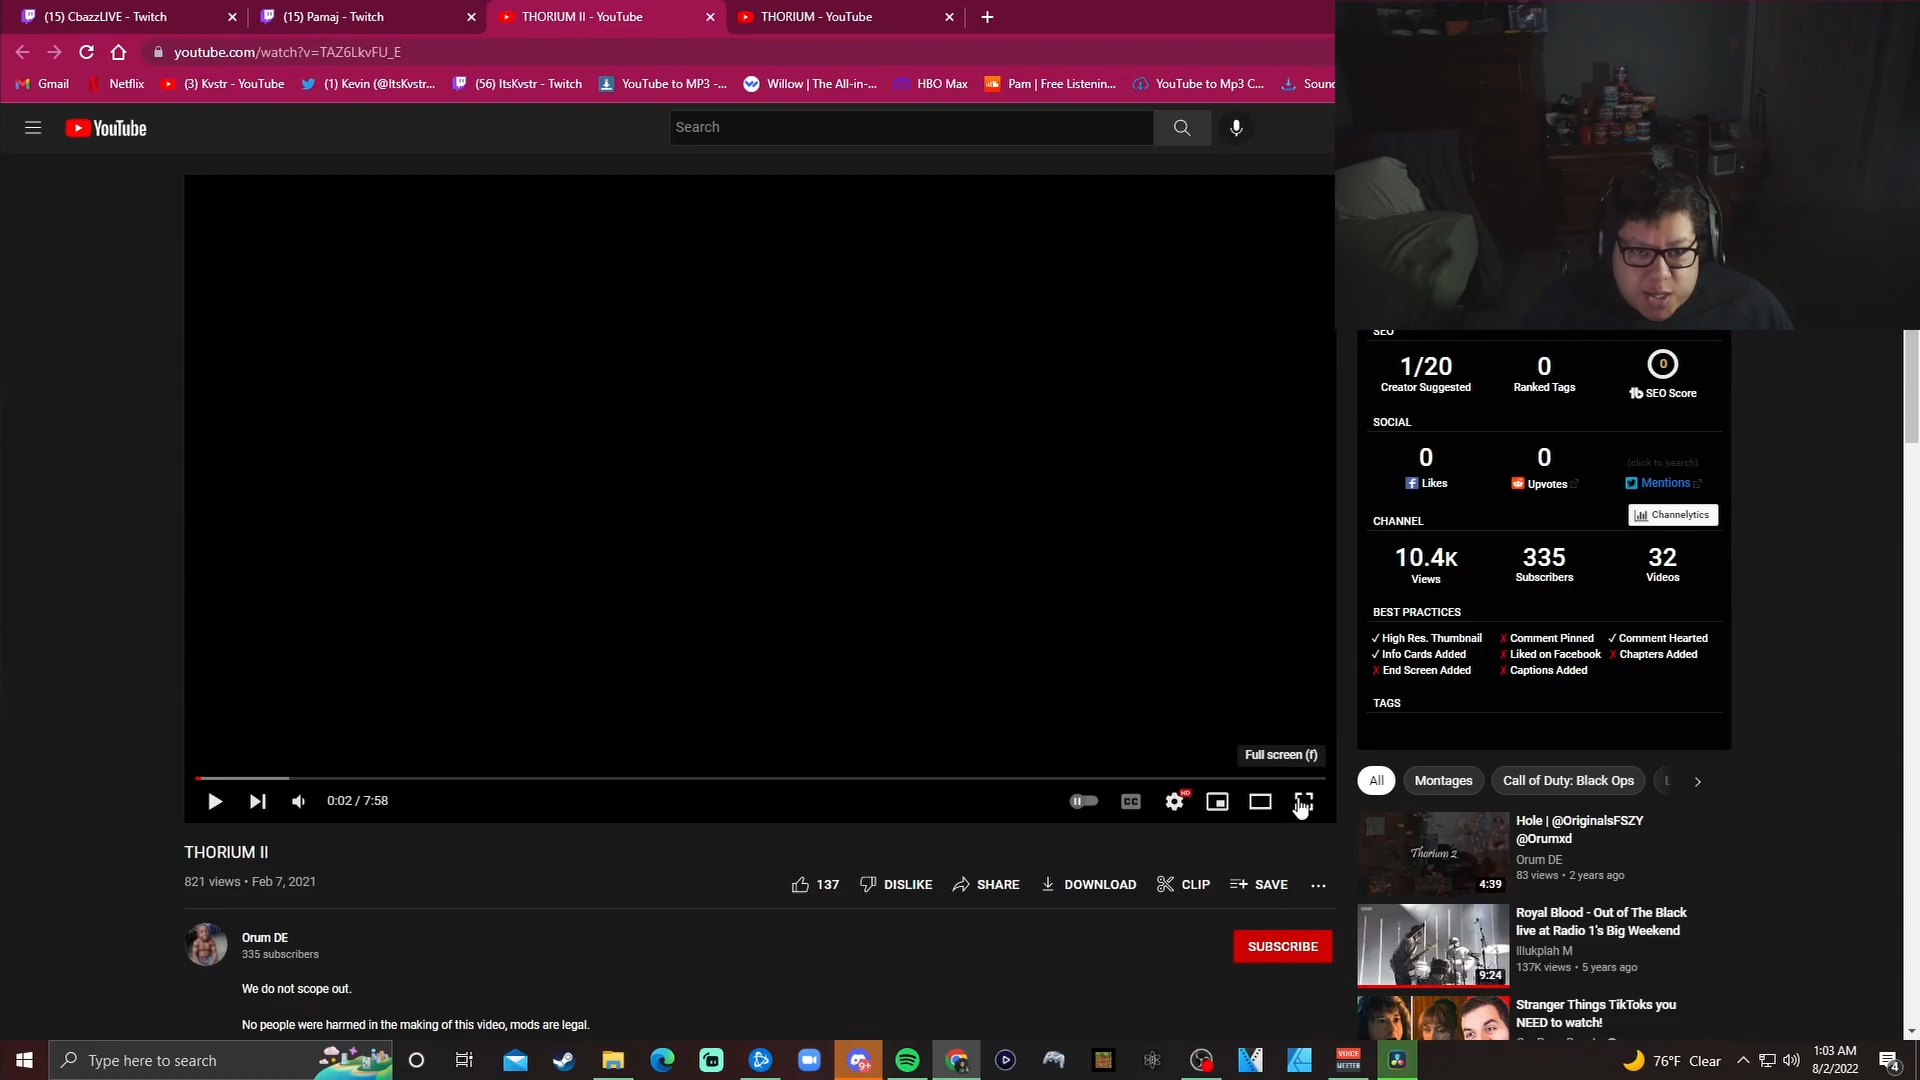 (15) CbazzLIVE - Twitch
(15) Pamaj - Twitch
THORIUM II - YouTube
THORIUM - YouTube
youtube.com/watch?v=TAZ6LkvFU_E
Gmail
Netflix
(3) Kvstr - YouTube
(1) Kevin (@ItsKvstr...
(56) ItsKvstr - Twitch
YouTube to MP3 -...
Willow | The All-in-...
HBO Max
Pam | Free Listenin...
YouTube to Mp3 C...
Sound
YouTube
Search
SEO
1/20
Creator Suggested
0
Ranked Tags
0
SEO Score
SOCIAL
0
Likes
0
Upvotes
(click to search)
Mentions
CHANNEL
Channelytics
10.4K
Views
335
Subscribers
32
Videos
BEST PRACTICES
✓ High Res. Thumbnail
✗ Comment Pinned
✓ Comment Hearted
✓ Info Cards Added
✗ Liked on Facebook
✗ Chapters Added
✗ End Screen Added
✗ Captions Added
TAGS
Full screen (f)
0:02 / 7:58
CC
HD
All
Montages
Call of Duty: Black Ops
L
THORIUM II
821 views • Feb 7, 2021
137
DISLIKE
SHARE
DOWNLOAD
CLIP
SAVE
Orum DE
335 subscribers
SUBSCRIBE
We do not scope out.
No people were harmed in the making of this video, mods are legal.
Thorium 2
4:39
Hole | @OriginalsFSZY
@Orumxd
Orum DE
83 views • 2 years ago
9:24
Royal Blood - Out of The Black
live at Radio 1's Big Weekend
Illukplah M
137K views • 5 years ago
Stranger Things TikToks you
NEED to watch!
Type here to search
9+
VOICE
MEETER
76°F Clear
1:03 AM
8/2/2022
4